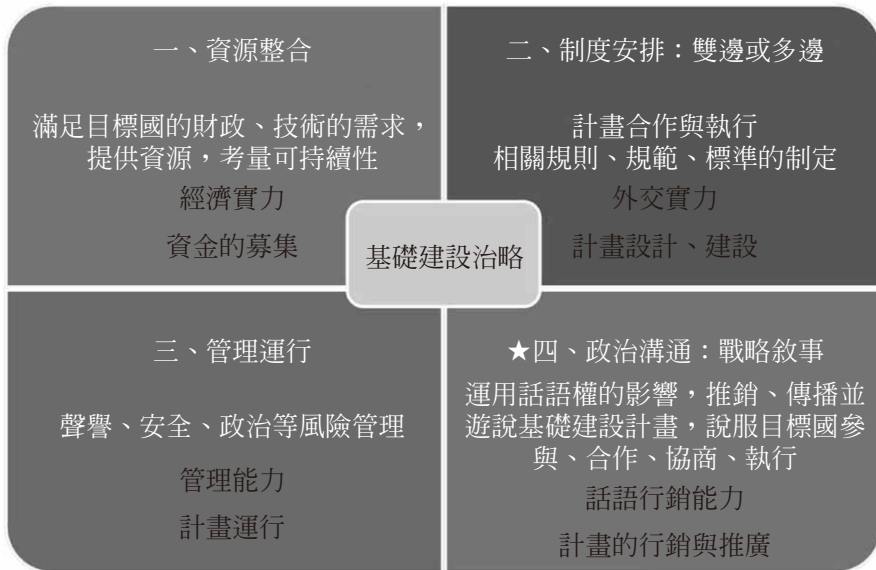 一、資源整合
滿足目標國的財政、技術的需求，
提供資源，考量可持續性
經濟實力
資金的募集
二、制度安排：雙邊或多邊
計畫合作與執行
相關規則、規範、標準的制定
外交實力
計畫設計、建設
基礎建設治略
三、管理運行
聲譽、安全、政治等風險管理
管理能力
計畫運行
★四、政治溝通：戰略敘事
運用話語權的影響，推銷、傳播並
遊說基礎建設計畫，說服目標國參
與、合作、協商、執行
話語行銷能力
計畫的行銷與推廣